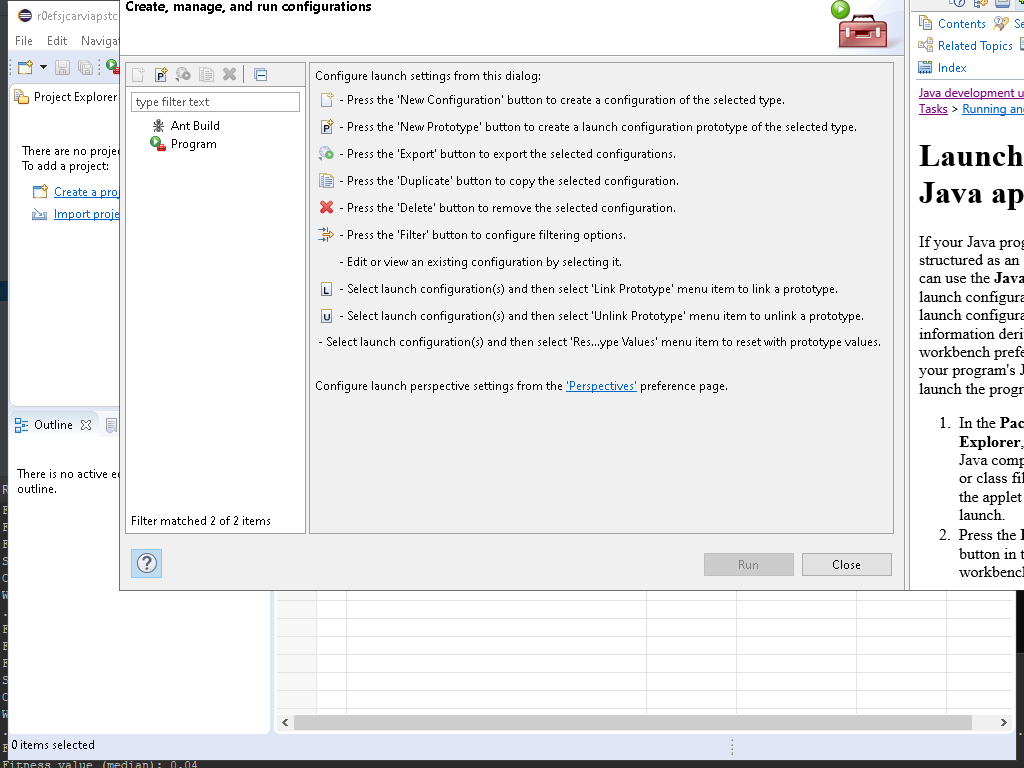 Create, manage, and run configurations
r0efsjcarviapstc
File Edit Naviga
Project Explorer
There are no proje
To add a project:
Create a proj
Import proje
type filter text
Ant Build
Program
Filter matched 2 of 2 items
Configure launch settings from this dialog:
- Press the 'New Configuration' button to create a configuration of the selected type.
P - Press the 'New Prototype' button to create a launch configuration prototype of the selected type.
- Press the 'Export' button to export the selected configurations.
- Press the 'Duplicate' button to copy the selected configuration.
- Press the 'Delete' button to remove the selected configuration.
- Press the 'Filter' button to configure filtering options.
- Edit or view an existing configuration by selecting it.
L - Select launch configuration(s) and then select 'Link Prototype' menu item to link a prototype.
U - Select launch configuration(s) and then select 'Unlink Prototype' menu item to unlink a prototype.
- Select launch configuration(s) and then select 'Res...ype Values' menu item to reset with prototype values.
Configure launch perspective settings from the 'Perspectives' preference page.
Run Close
Outline
There is no active e
outline.
Contents Se
Related Topics
Index
Java development u
Tasks > Running an
Launch
Java ap
If your Java prog
structured as an
can use the Java
launch configura
launch configura
information deri
workbench prefe
your program's J
launch the progr
1. In the Pac
Explorer,
Java comp
or class fil
the applet
launch.
2. Press the
button in t
workbench
0 items selected
Fitness value (median): 0.04